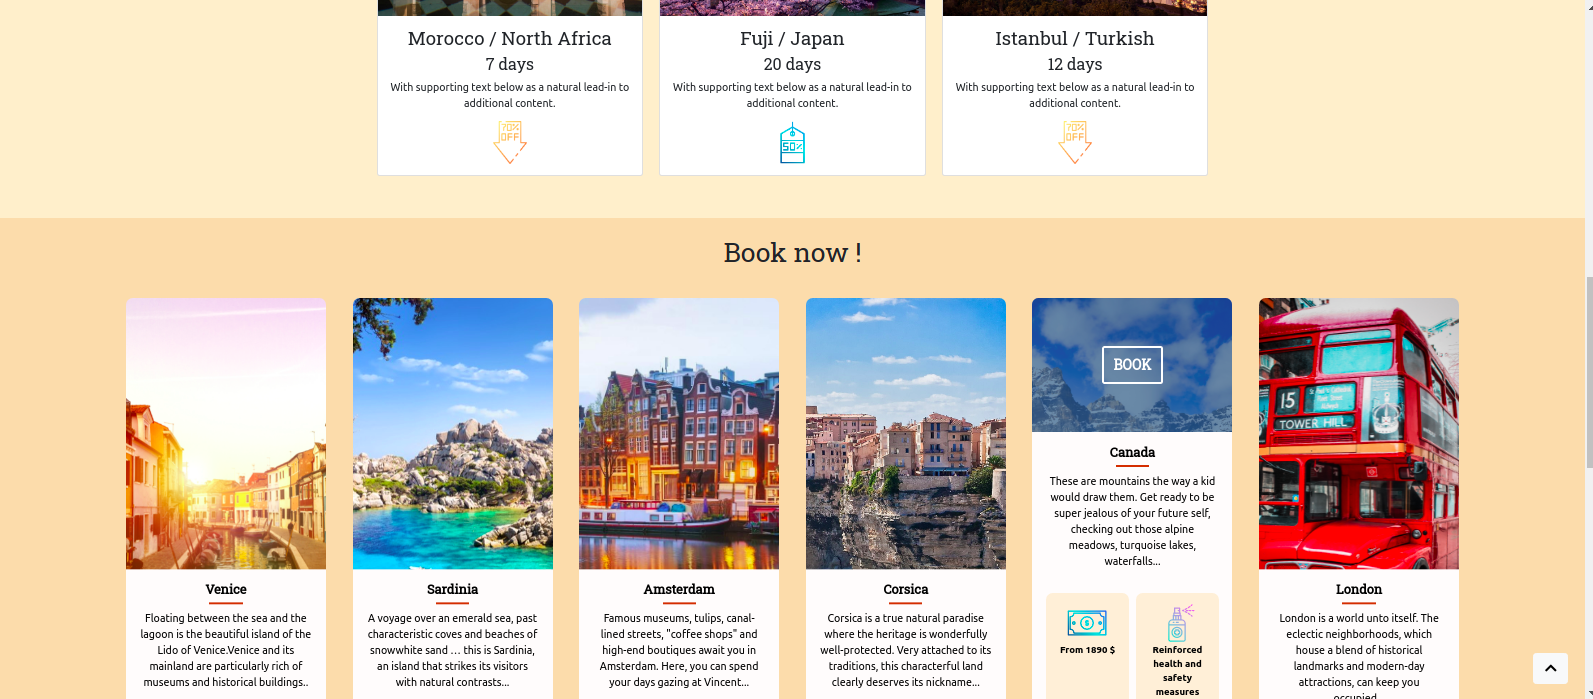 Morocco / North Africa
7 days
With supporting text below as a natural lead-in to
additional content.
70%
OFF
Fuji / Japan
20 days
With supporting text below as a natural lead-in to
additional content.
50%
Istanbul / Turkish
12 days
With supporting text below as a natural lead-in to
additional content.
70%
OFF
Book now !
Venice
Floating between the sea and the
lagoon is the beautiful island of the
Lido of Venice.Venice and its
mainland are particularly rich of
museums and historical buildings..
Sardinia
A voyage over an emerald sea, past
characteristic coves and beaches of
snowwhite sand … this is Sardinia,
an island that strikes its visitors
with natural contrasts...
Amsterdam
Famous museums, tulips, canal-
lined streets, "coffee shops" and
high-end boutiques await you in
Amsterdam. Here, you can spend
your days gazing at Vincent...
Corsica
Corsica is a true natural paradise
where the heritage is wonderfully
well-protected. Very attached to its
traditions, this characterful land
clearly deserves its nickname...
BOOK
Canada
These are mountains the way a kid
would draw them. Get ready to be
super jealous of your future self,
checking out those alpine
meadows, turquoise lakes,
waterfalls...
$
From 1890 $
Reinforced
health and
safety
measures
15
TOWER HILL
London
London is a world unto itself. The
eclectic neighborhoods, which
house a blend of historical
landmarks and modern-day
attractions, can keep you
occupied...